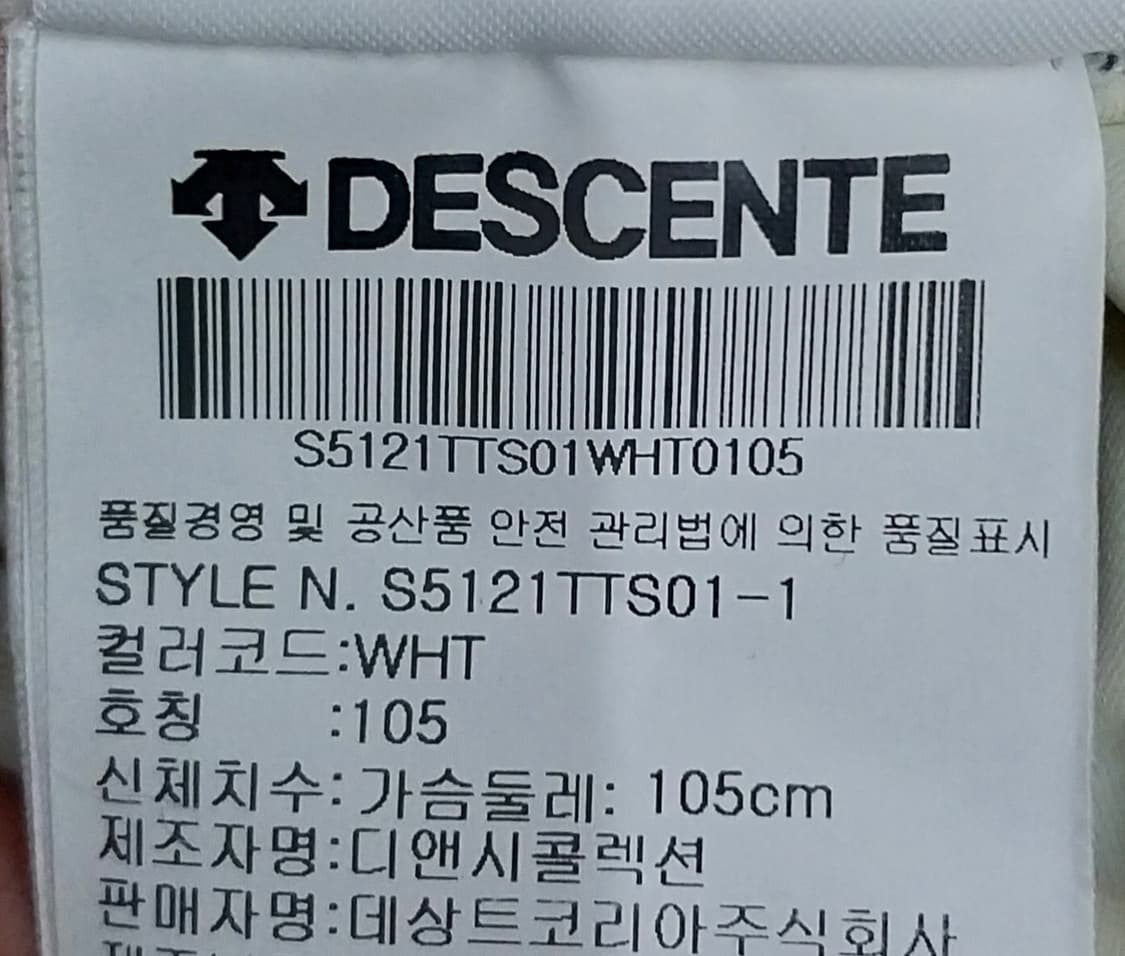 DESCENTE
S5121TTS01WHT0105
품질경영 및 공산품 안전 관리법에 의한 품질표시
STYLE N. S5121TTS01-1
컬러코드:WHT
호칭 :105
신체치수: 가슴둘레: 105cm
제조자명:디앤시콜렉션
판매자명:데상트코리아주식회사